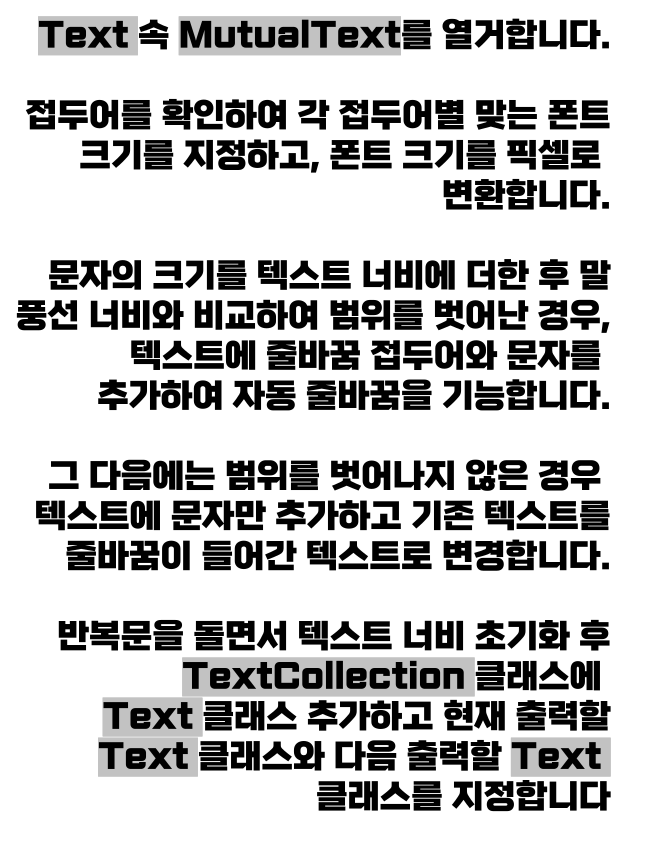 Text 속 MutualText를 열거합니다.
접두어를 확인하여 각 접두어별 맞는 폰트
크기를 지정하고, 폰트 크기를 픽셀로
변환합니다.
문자의 크기를 텍스트 너비에 더한 후 말
풍선 너비와 비교하여 범위를 벗어난 경우,
텍스트에 줄바꿈 접두어와 문자를
추가하여 자동 줄바꿈을 기능합니다.
그 다음에는 범위를 벗어나지 않은 경우
텍스트에 문자만 추가하고 기존 텍스트를
줄바꿈이 들어간 텍스트로 변경합니다.
반복문을 돌면서 텍스트 너비 초기화 후
TextCollection 클래스에
Text 클래스 추가하고 현재 출력할
Text 클래스와 다음 출력할 Text
클래스를 지정합니다